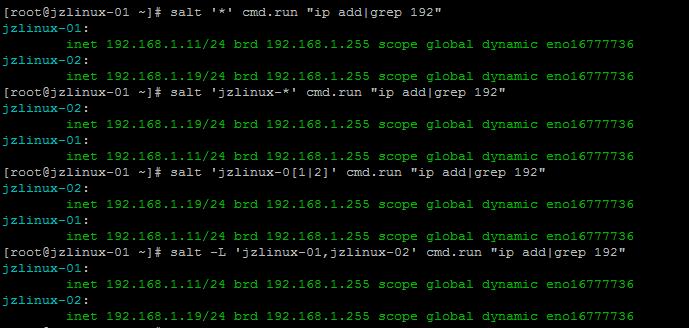 [root@jzlinux-01 ~]# salt '*' cmd.run "ip add|grep 192"
jzlinux-01:
        inet 192.168.1.11/24 brd 192.168.1.255 scope global dynamic eno16777736
jzlinux-02:
        inet 192.168.1.19/24 brd 192.168.1.255 scope global dynamic eno16777736
[root@jzlinux-01 ~]# salt 'jzlinux-*' cmd.run "ip add|grep 192"
jzlinux-02:
        inet 192.168.1.19/24 brd 192.168.1.255 scope global dynamic eno16777736
jzlinux-01:
        inet 192.168.1.11/24 brd 192.168.1.255 scope global dynamic eno16777736
[root@jzlinux-01 ~]# salt 'jzlinux-0[1|2]' cmd.run "ip add|grep 192"
jzlinux-02:
        inet 192.168.1.19/24 brd 192.168.1.255 scope global dynamic eno16777736
jzlinux-01:
        inet 192.168.1.11/24 brd 192.168.1.255 scope global dynamic eno16777736
[root@jzlinux-01 ~]# salt -L 'jzlinux-01,jzlinux-02' cmd.run "ip add|grep 192"
jzlinux-01:
        inet 192.168.1.11/24 brd 192.168.1.255 scope global dynamic eno16777736
jzlinux-02:
        inet 192.168.1.19/24 brd 192.168.1.255 scope global dynamic eno16777736